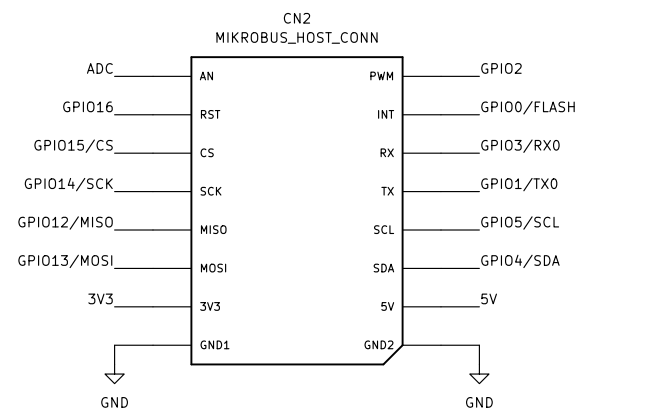 CN2
MIKROBUS_HOST_CONN
ADC AN PWM GPIO2
GPIO16 RST INT GPIO0/FLASH
GPIO15/CS CS RX GPIO3/RX0
GPIO14/SCK SCK TX GPIO1/TX0
GPIO12/MISO MISO SCL GPIO5/SCL
GPIO13/MOSI MOSI SDA GPIO4/SDA
3V3 3V3 5V 5V
GND1 GND2
GND GND